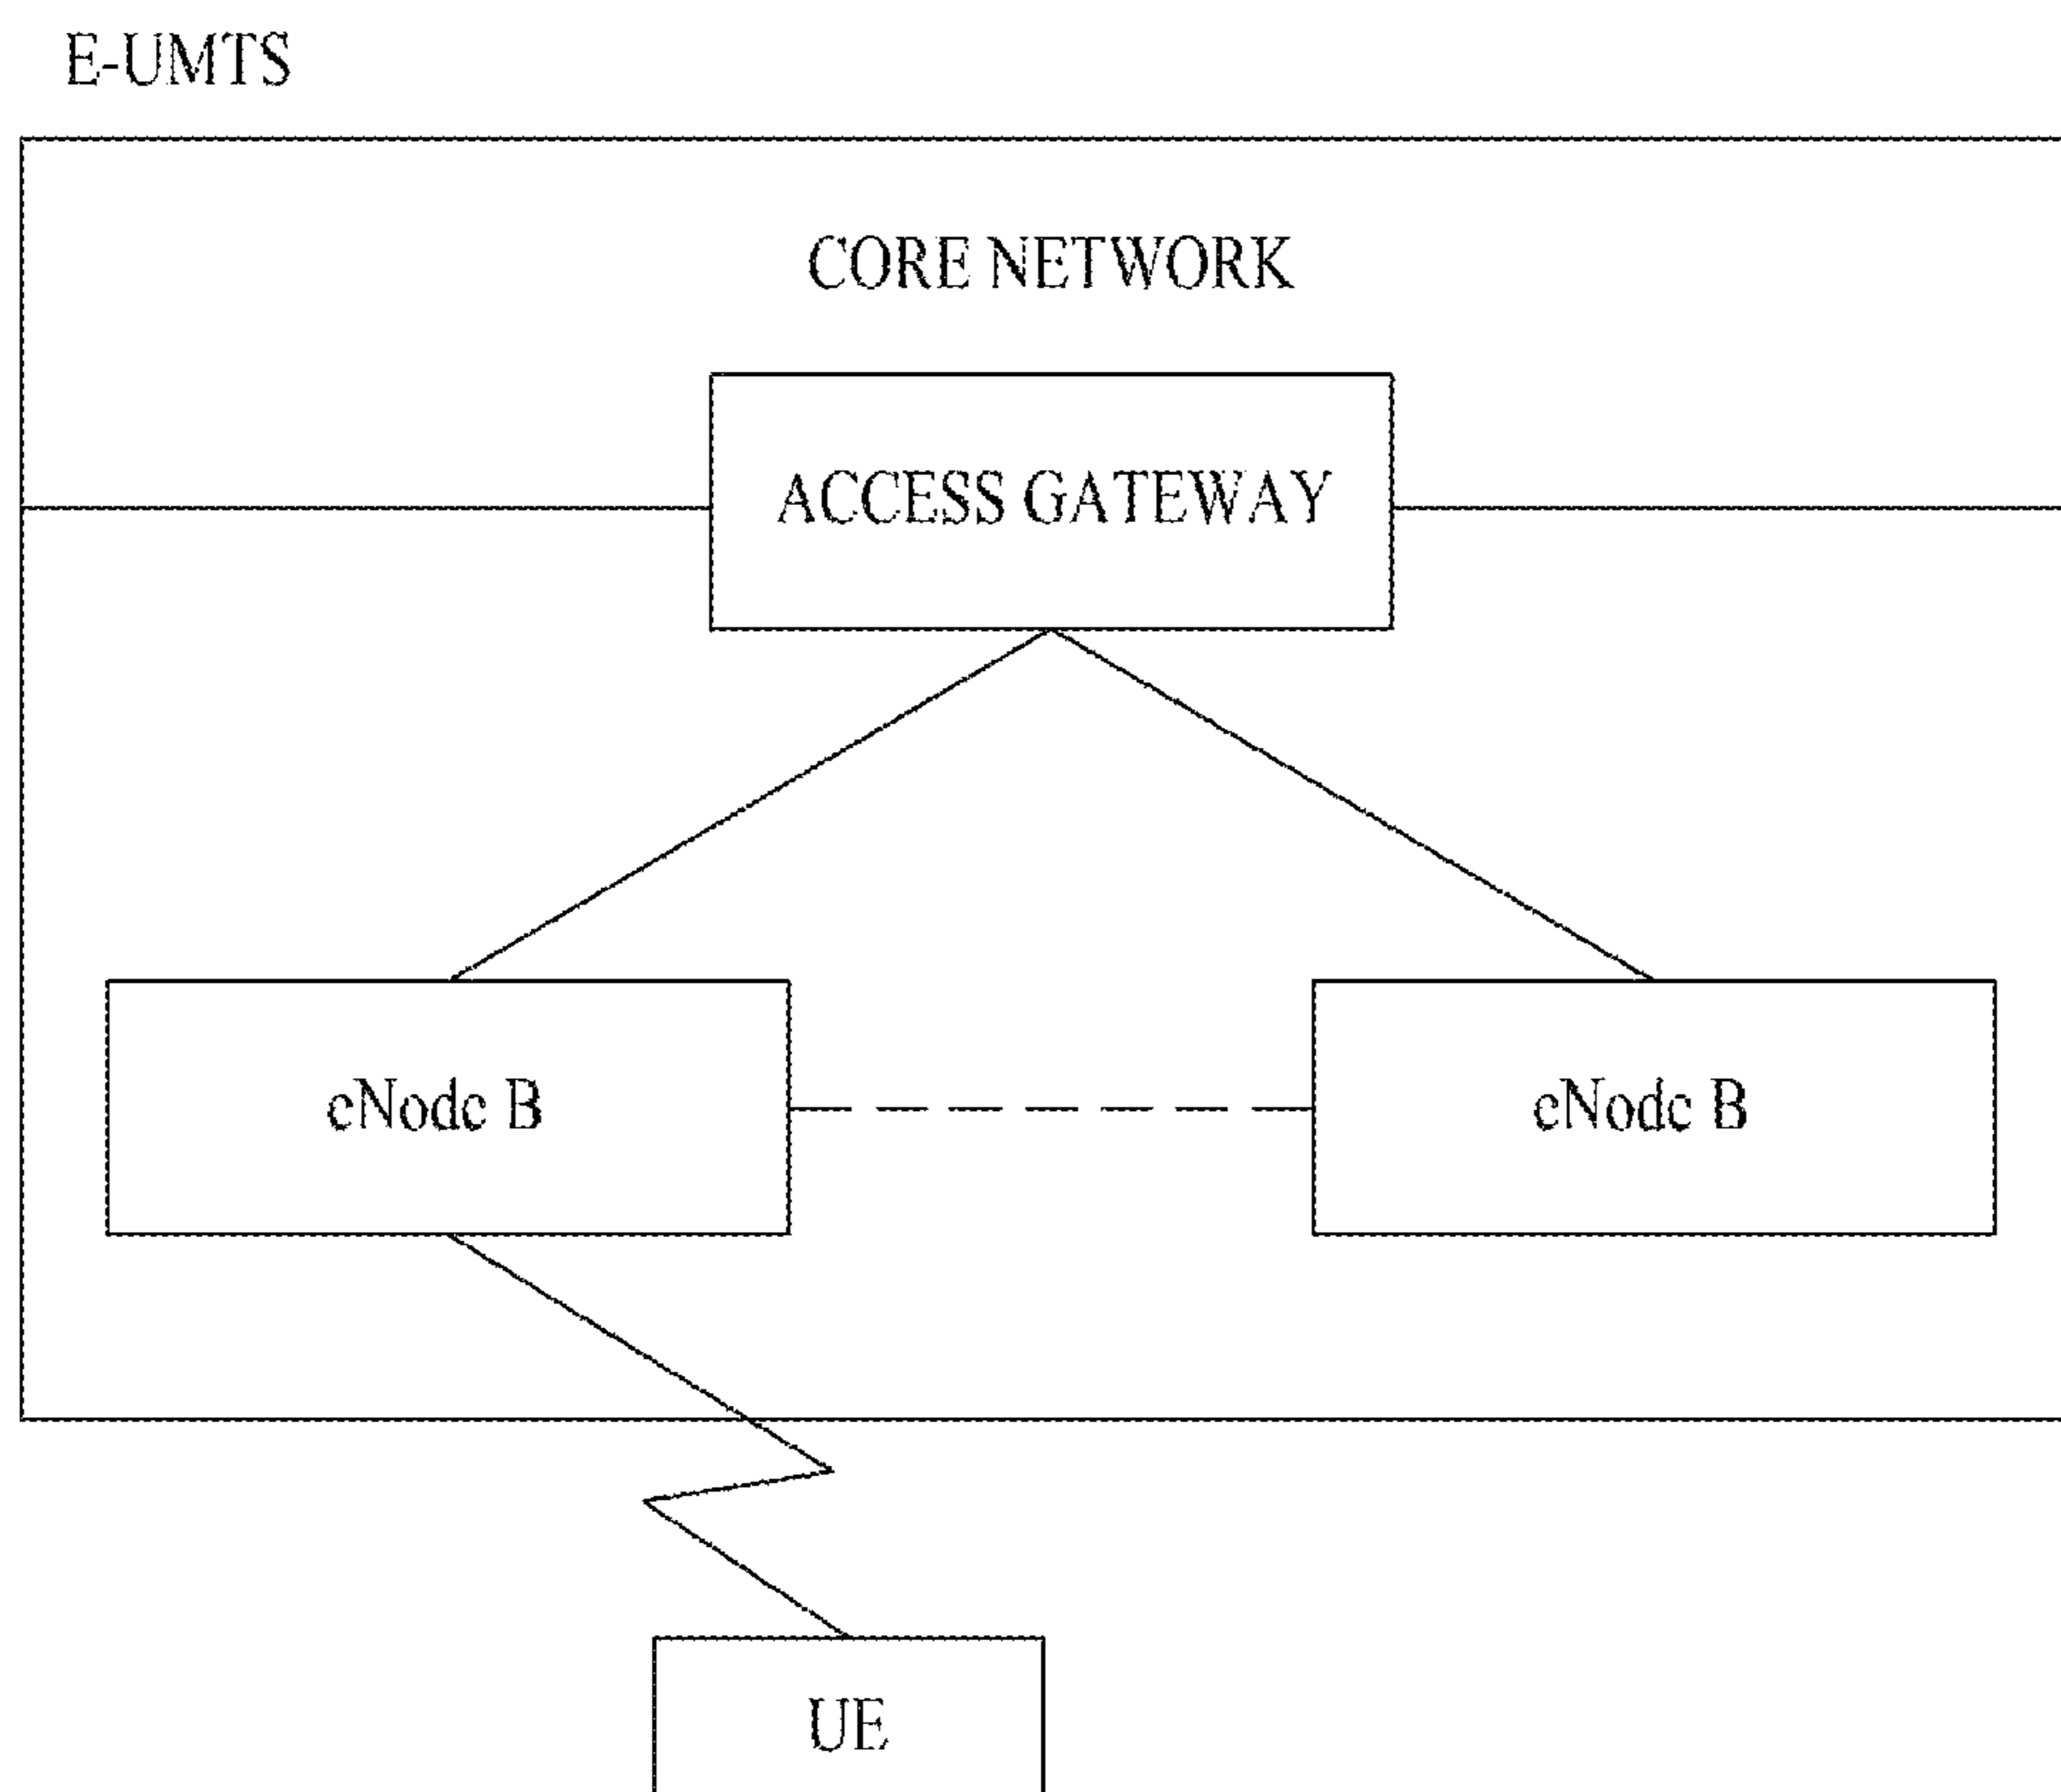 E-UMTS
CORE NETWORK
ACCESS GATEWAY
eNode B
eNode B
UE